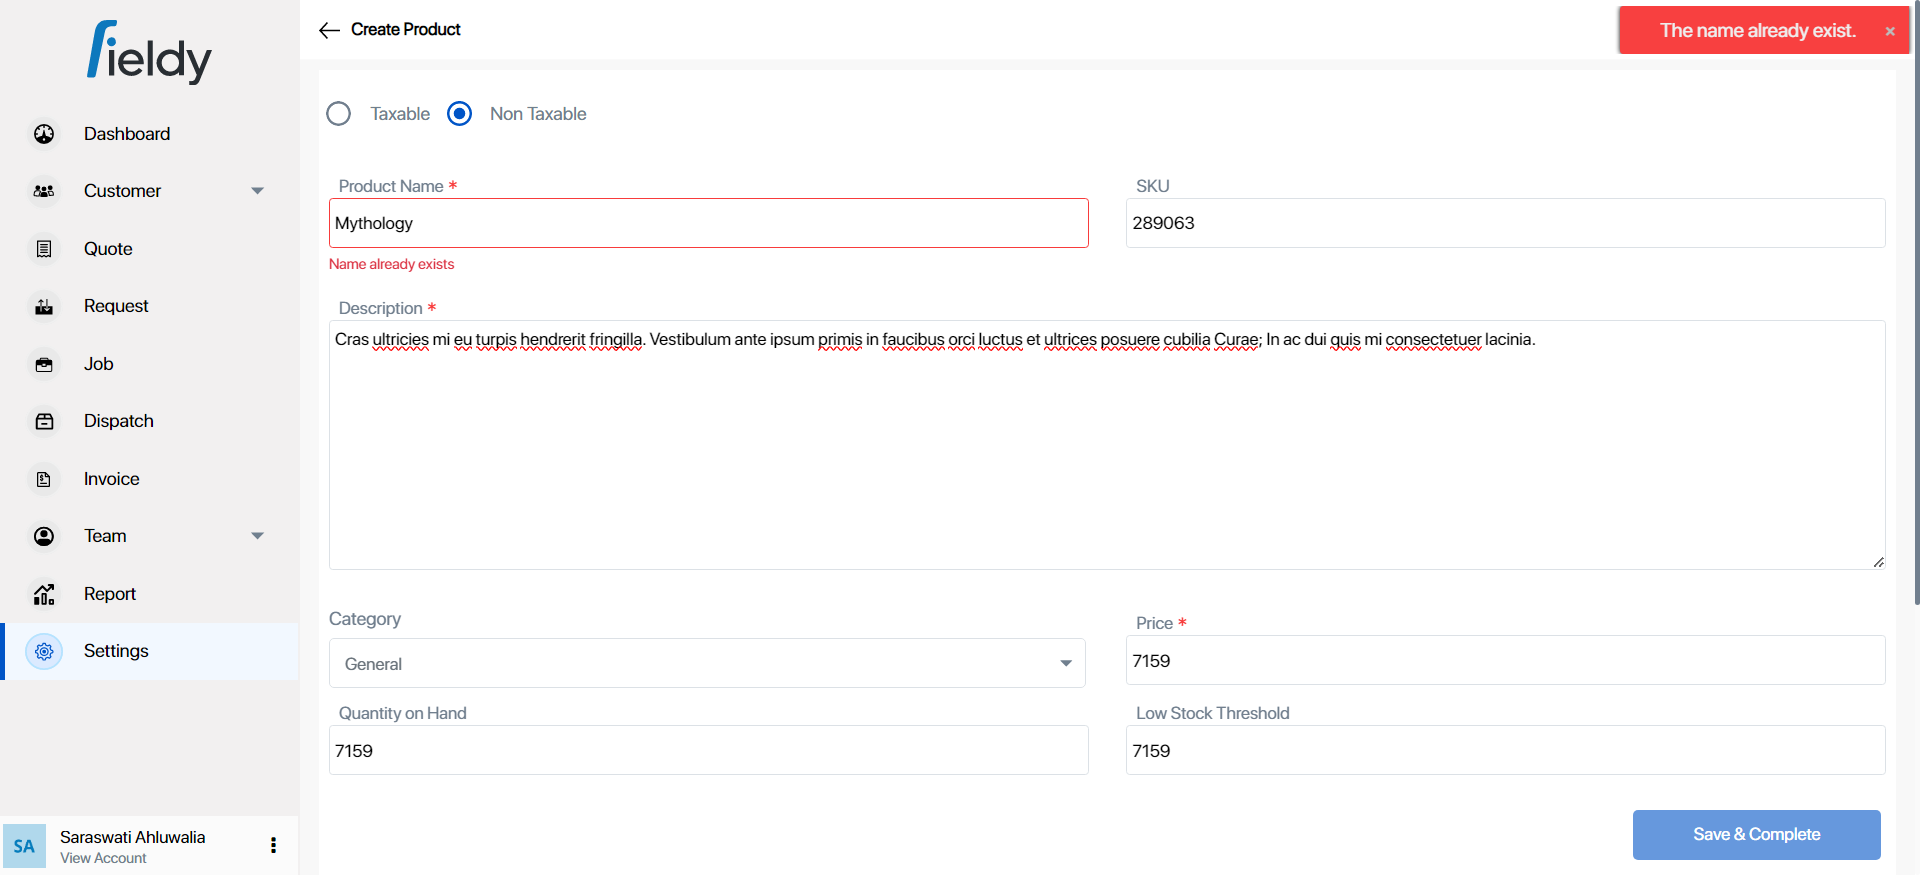 fieldy
Dashboard
Customer
Quote
Request
Job
Dispatch
Invoice
Team
Report
Settings
SA
Saraswati Ahluwalia
View Account
Create Product
The name already exist.
×
Taxable
Non Taxable
Product Name *
Mythology
Name already exists
SKU
289063
Description *
Cras ultricies mi eu turpis hendrerit fringilla. Vestibulum ante ipsum primis in faucibus orci luctus et ultrices posuere cubilia Curae; In ac dui quis mi consectetuer lacinia.
Category
General
Price *
7159
Quantity on Hand
7159
Low Stock Threshold
7159
Save & Complete